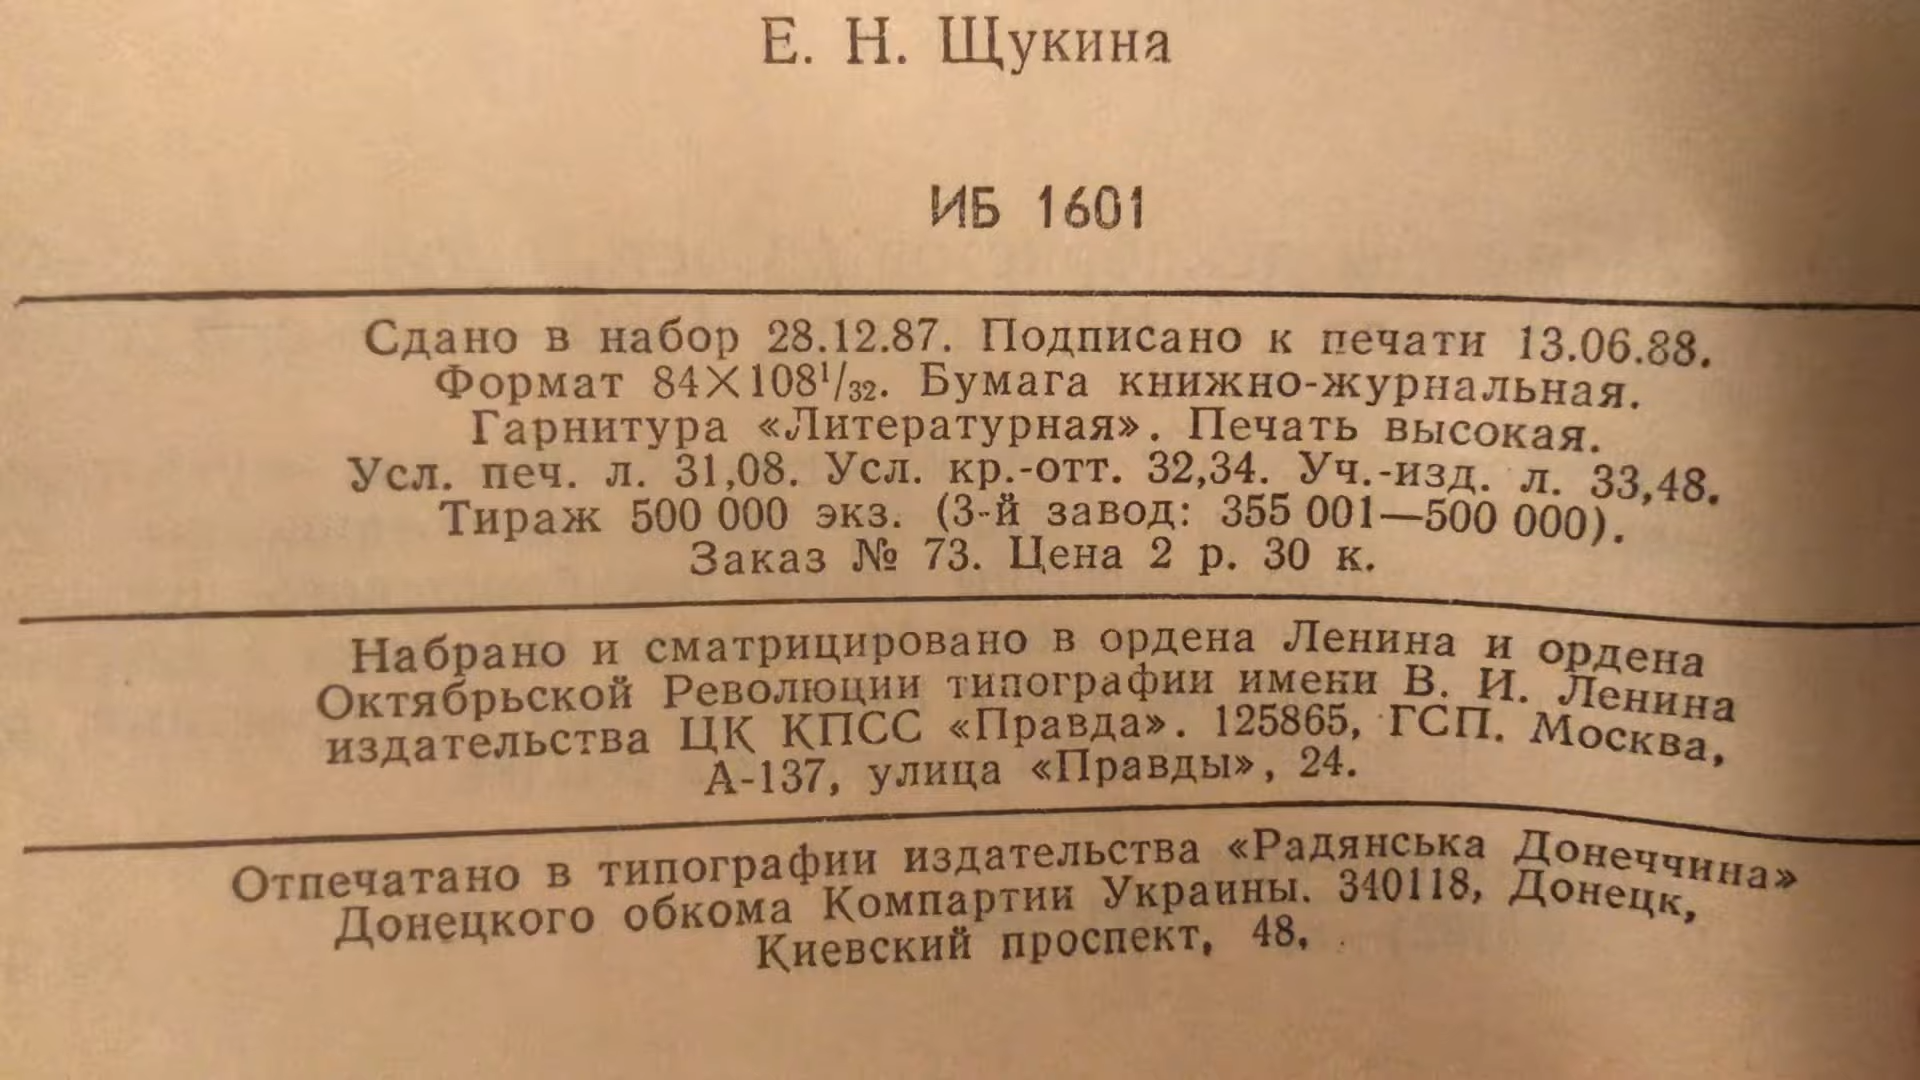 Е. Н. Щукина
ИБ 1601
Сдано в набор 28.12.87. Подписано к печати 13.06.88.
Формат 84×108¹/₃₂. Бумага книжно-журнальная.
Гарнитура «Литературная». Печать высокая.
Усл. печ. л. 31,08. Усл. кр.-отт. 32,34. Уч.-изд. л. 33,48.
Тираж 500 000 экз. (3-й завод: 355 001—500 000).
Заказ № 73. Цена 2 р. 30 к.
Набрано и сматрицировано в ордена Ленина и ордена
Октябрьской Революции типографии имени В. И. Ленина
издательства ЦК КПСС «Правда». 125865, ГСП. Москва,
А-137, улица «Правды», 24.
Отпечатано в типографии издательства «Радянська Донеччина»
Донецкого обкома Компартии Украины. 340118, Донецк,
Киевский проспект, 48,